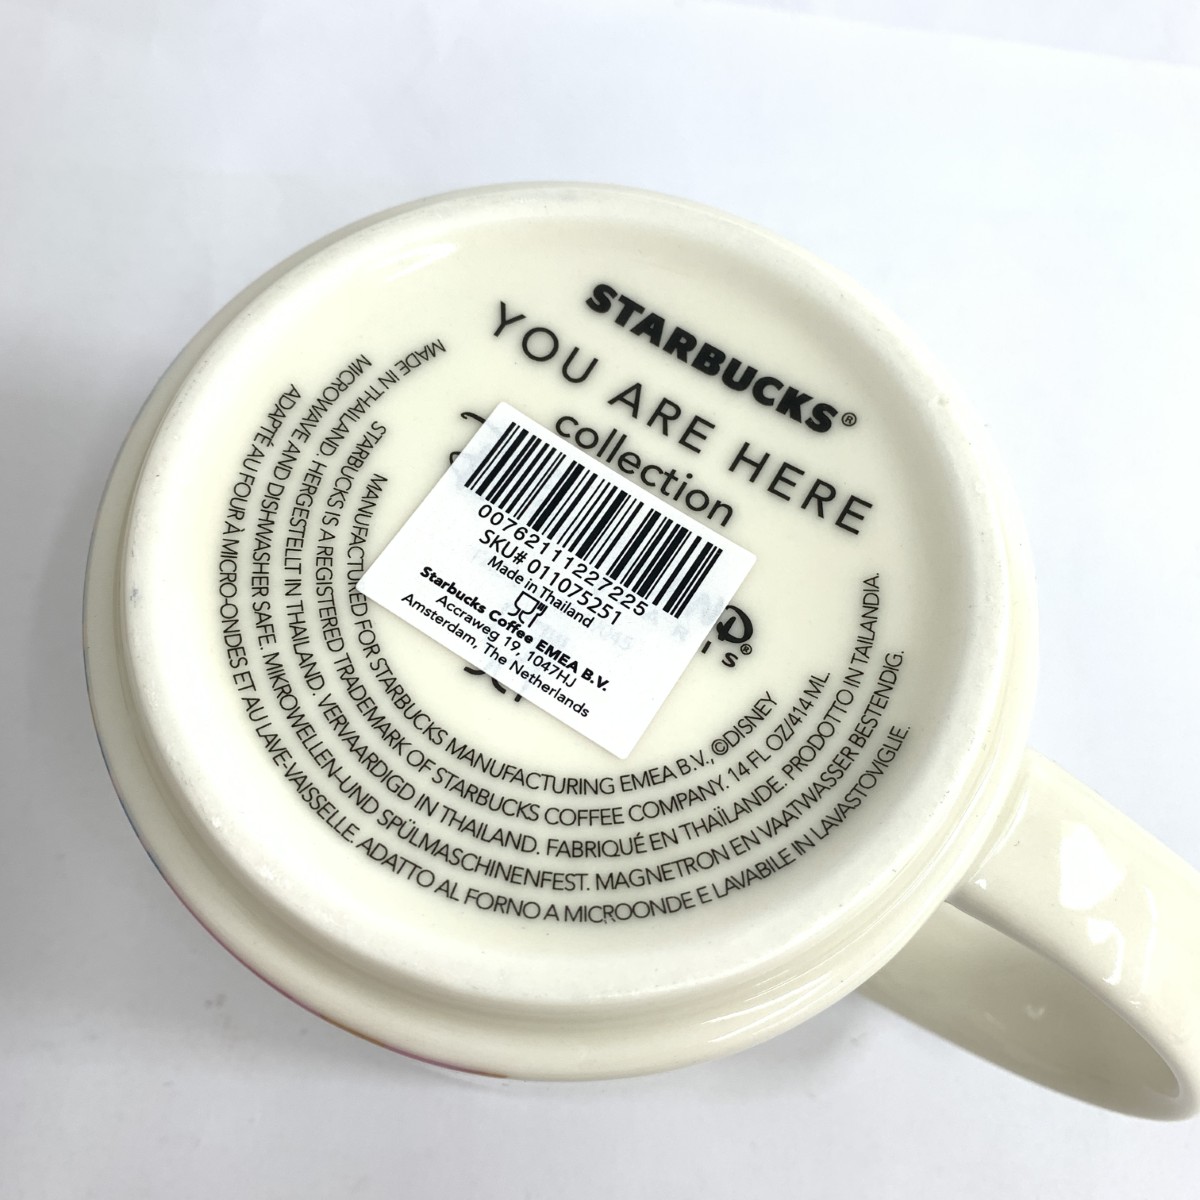 STARBUCKS®
YOU ARE HERE
collection
00762111227225
SKU# 011075251
Made in Thailand
Starbucks Coffee EMEA B.V.
Accraweg 19, 1047HJ
Amsterdam, The Netherlands
MANUFACTURED FOR STARBUCKS MANUFACTURING EMEA B.V., ©DISNEY
STARBUCKS IS A REGISTERED TRADEMARK OF STARBUCKS COFFEE COMPANY. 14 FL OZ/414 ML
MADE IN THAILAND. HERGESTELLT IN THAILAND. VERVAARDIGD IN THAILAND. FABRIQUÉ EN THAÏLANDE. PRODOTTO IN TAILANDIA.
MICROWAVE AND DISHWASHER SAFE. MIKROWELLEN-UND SPÜLMASCHINENFEST. MAGNETRON EN VAATWASSER BESTENDIG.
ADAPTE AU FOUR À MICRO-ONDES ET AU LAVE-VAISSELLE. ADATTO AL FORNO A MICROONDE E LAVABILE IN LAVASTOVIGLIE.